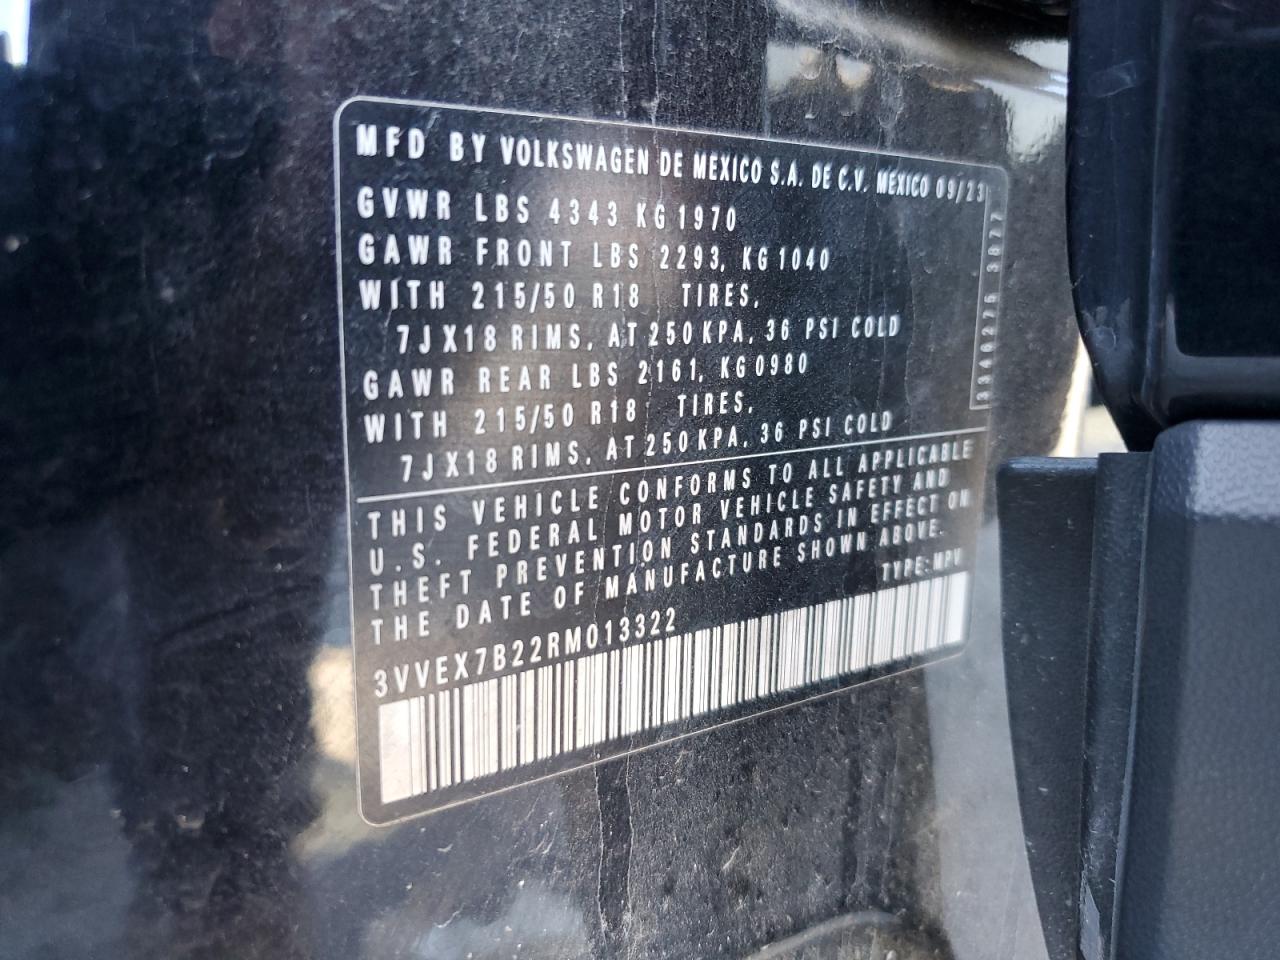 MFD BY VOLKSWAGEN DE MEXICO S.A. DE C.V. MEXICO 09/23
GVWR LBS 4343 KG 1970
GAWR FRONT LBS 2293, KG 1040
WITH 215/50 R18 TIRES,
7J X18 RIMS, AT 250 KPA, 36 PSI COLD
GAWR REAR LBS 2161, KG 0980
WITH 215/50 R18 TIRES,
7J X18 RIMS, AT 250 KPA, 36 PSI COLD
THIS VEHICLE CONFORMS TO ALL APPLICABLE
U.S. FEDERAL MOTOR VEHICLE SAFETY AND
THEFT PREVENTION STANDARDS IN EFFECT ON
THE DATE OF MANUFACTURE SHOWN ABOVE.
TYPE: MPV
3VVEX7B22RM013322